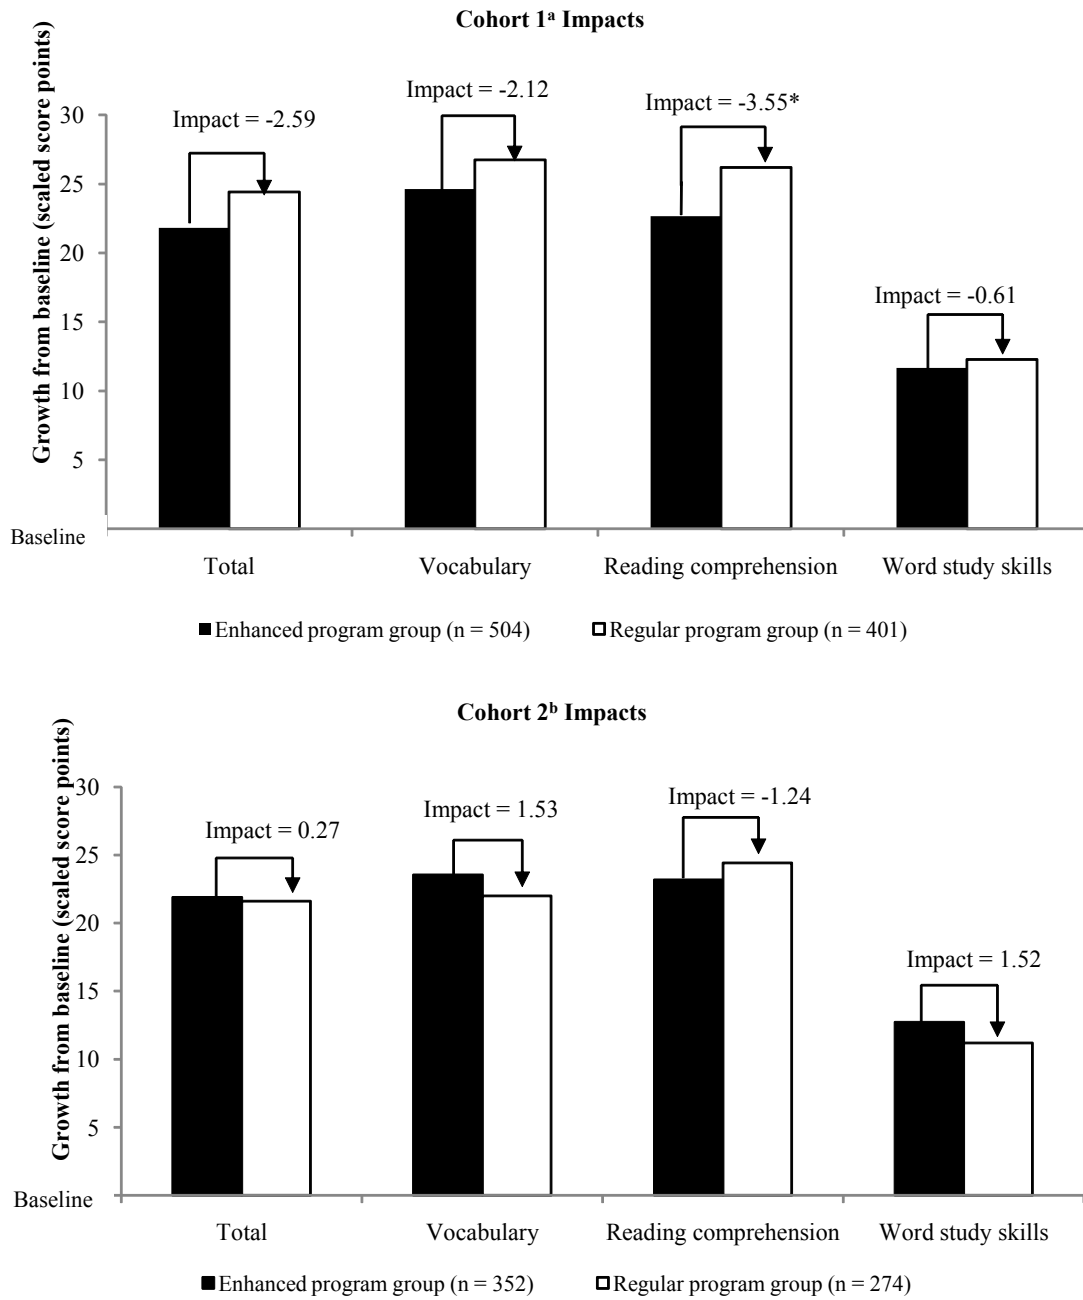 Cohort 1ᵃ Impacts
Growth from baseline (scaled score points)
30
25
20
15
10
5
Baseline
Impact = -2.59
Impact = -2.12
Impact = -3.55*
Impact = -0.61
Total
Vocabulary
Reading comprehension
Word study skills
Enhanced program group (n = 504)
Regular program group (n = 401)
Cohort 2ᵇ Impacts
Growth from baseline (scaled score points)
30
25
20
15
10
5
Baseline
Impact = 0.27
Impact = 1.53
Impact = -1.24
Impact = 1.52
Total
Vocabulary
Reading comprehension
Word study skills
Enhanced program group (n = 352)
Regular program group (n = 274)